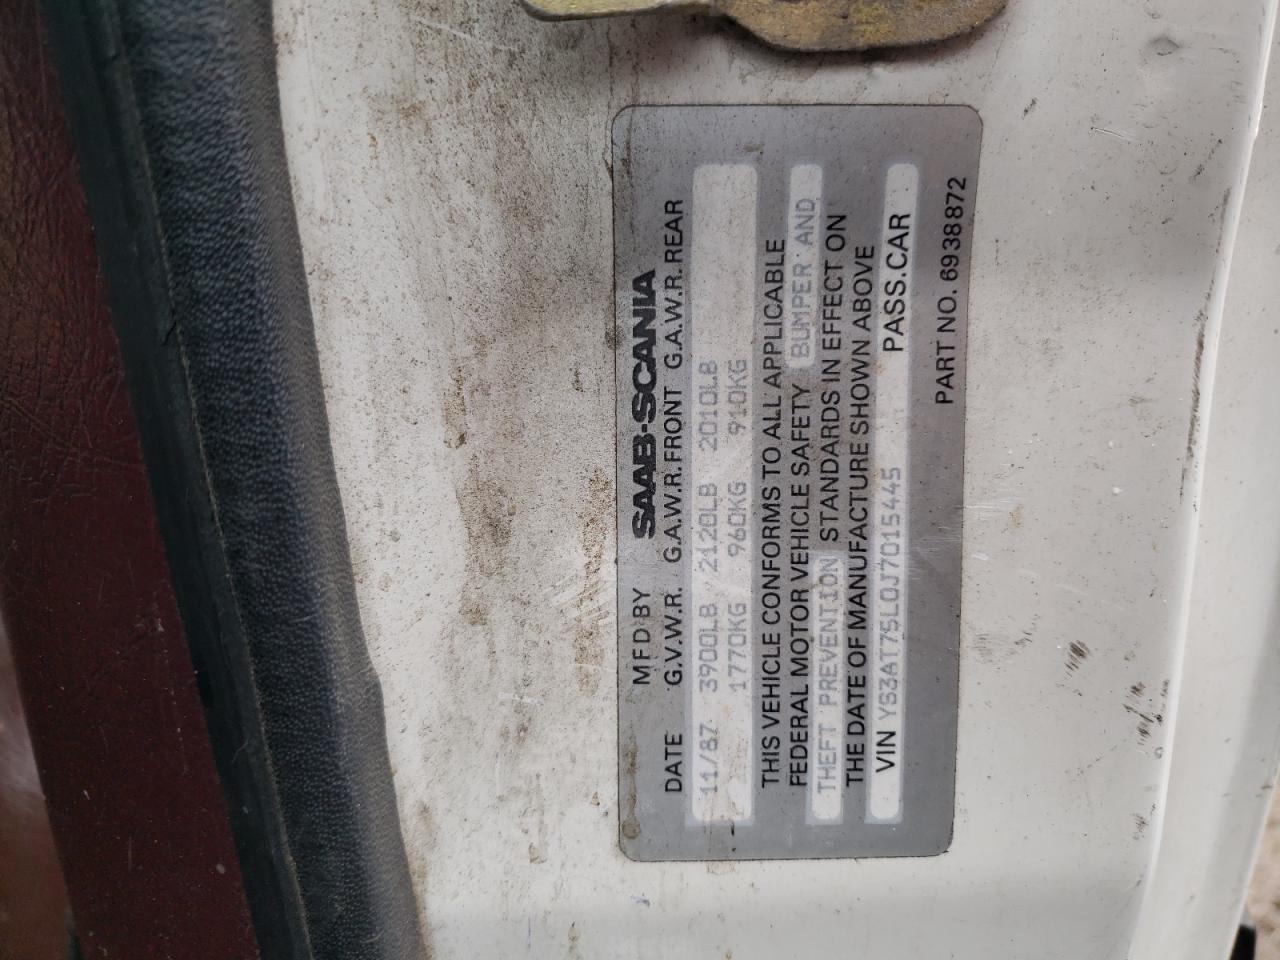 MFD BY SAAB-SCANIA
DATE G.V.W.R. G.A.W.R.FRONT G.A.W.R.REAR
11/87 3900LB 2120LB 2010LB
1770KG 960KG 910KG
THIS VEHICLE CONFORMS TO ALL APPLICABLE
FEDERAL MOTOR VEHICLE SAFETY BUMPER AND
THEFT PREVENTION STANDARDS IN EFFECT ON
THE DATE OF MANUFACTURE SHOWN ABOVE
VIN YS3AT75L0J7015445 PASS.CAR
PART NO. 6938872